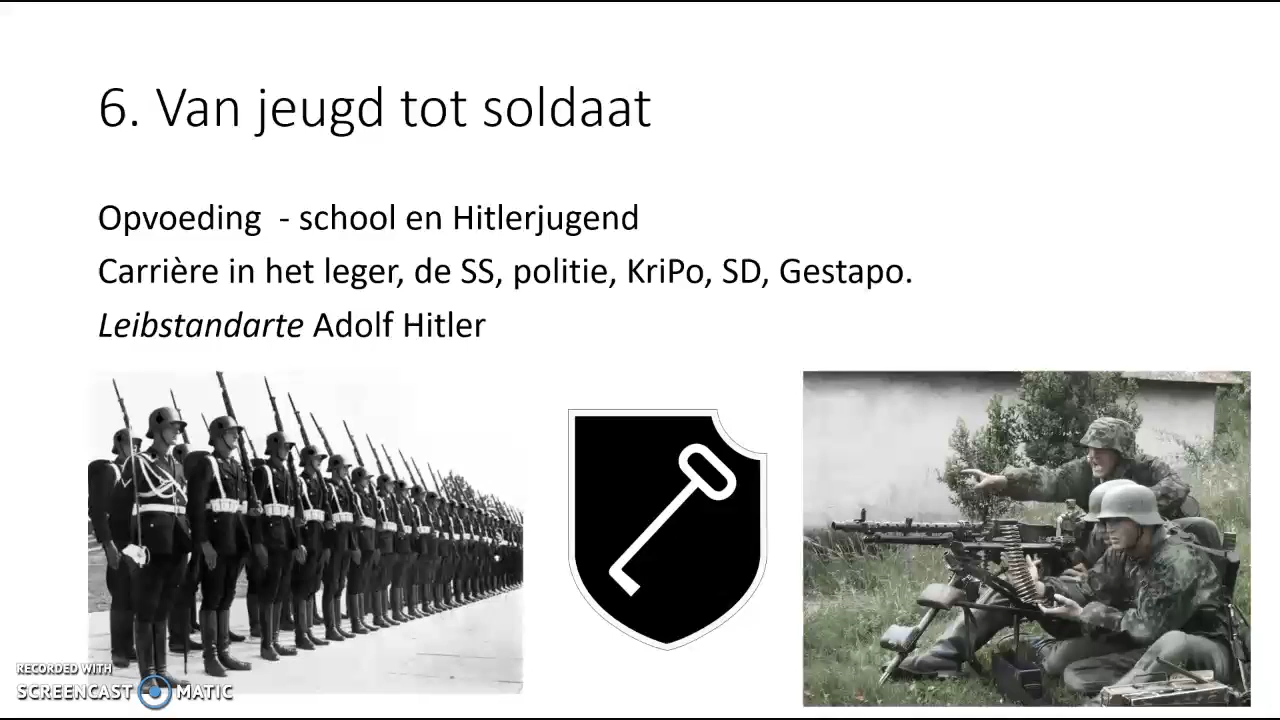 6. Van jeugd tot soldaat
Opvoeding  - school en Hitlerjugend
Carrière in het leger, de SS, politie, KriPo, SD, Gestapo.
Leibstandarte Adolf Hitler
RECORDED WITH
SCREENCAST MATIC